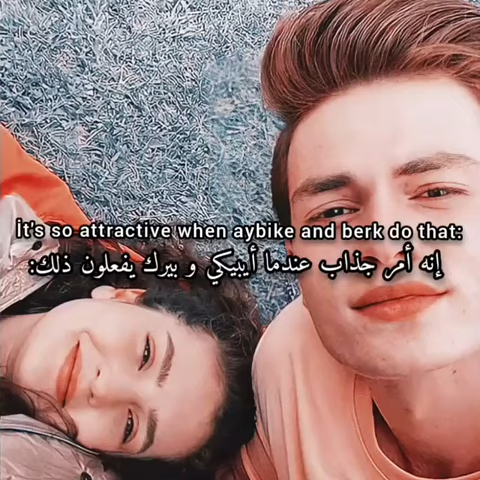 İt's so attractive when aybike and berk do that:
إنه أمر جذاب عندما أيبيكي و بيرك يفعلون ذلك: